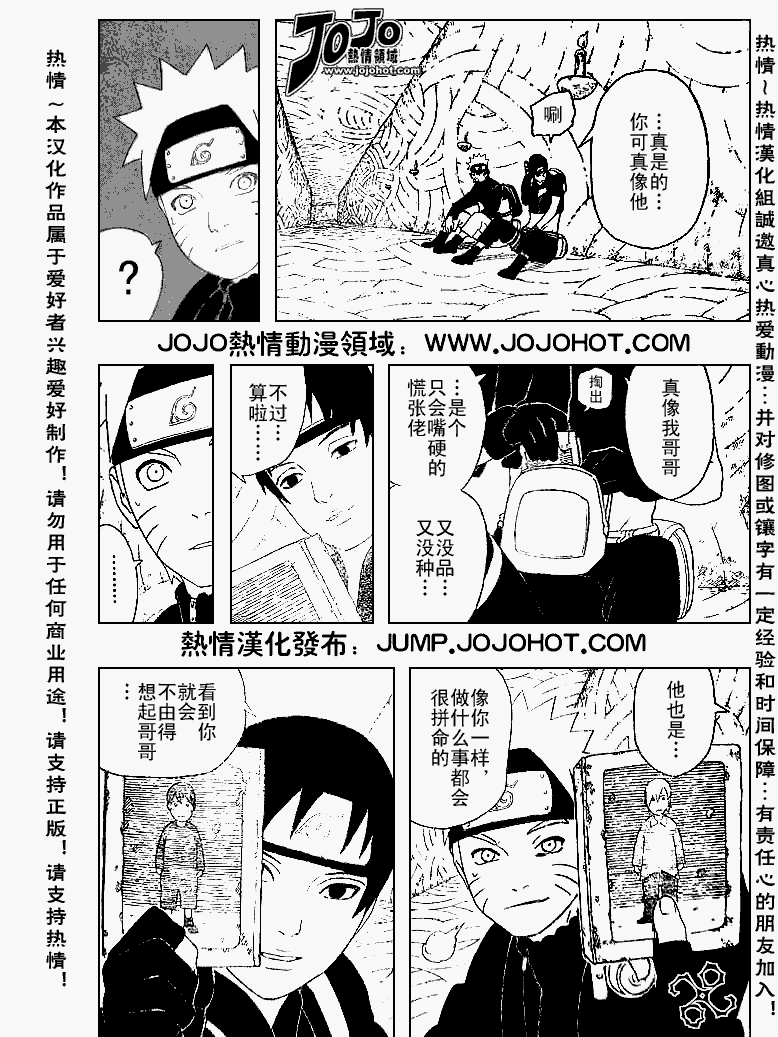 JOJO
熱情領域
www.jojohot.com
…真是的…
你可真像他
唰
?
JOJO熱情動漫領域：WWW.JOJOHOT.COM
真像我哥哥
掏出
…是个
只会嘴硬的
慌张佬
又没品…
又没种…
不过…
算啦……
……
熱情漢化發布：JUMP.JOJOHOT.COM
他也是…
像你一样，
做什么事都会
很拼命的
看到你
就会
不由得
想起哥哥
…
热情～热情漢化組誠邀真心热爱動漫…并对修图或镶字有一定经验和时间保障…有责任心的朋友加入！
热情～本汉化作品属于爱好者兴趣爱好制作！请勿用于任何商业用途！请支持正版！请支持热情！